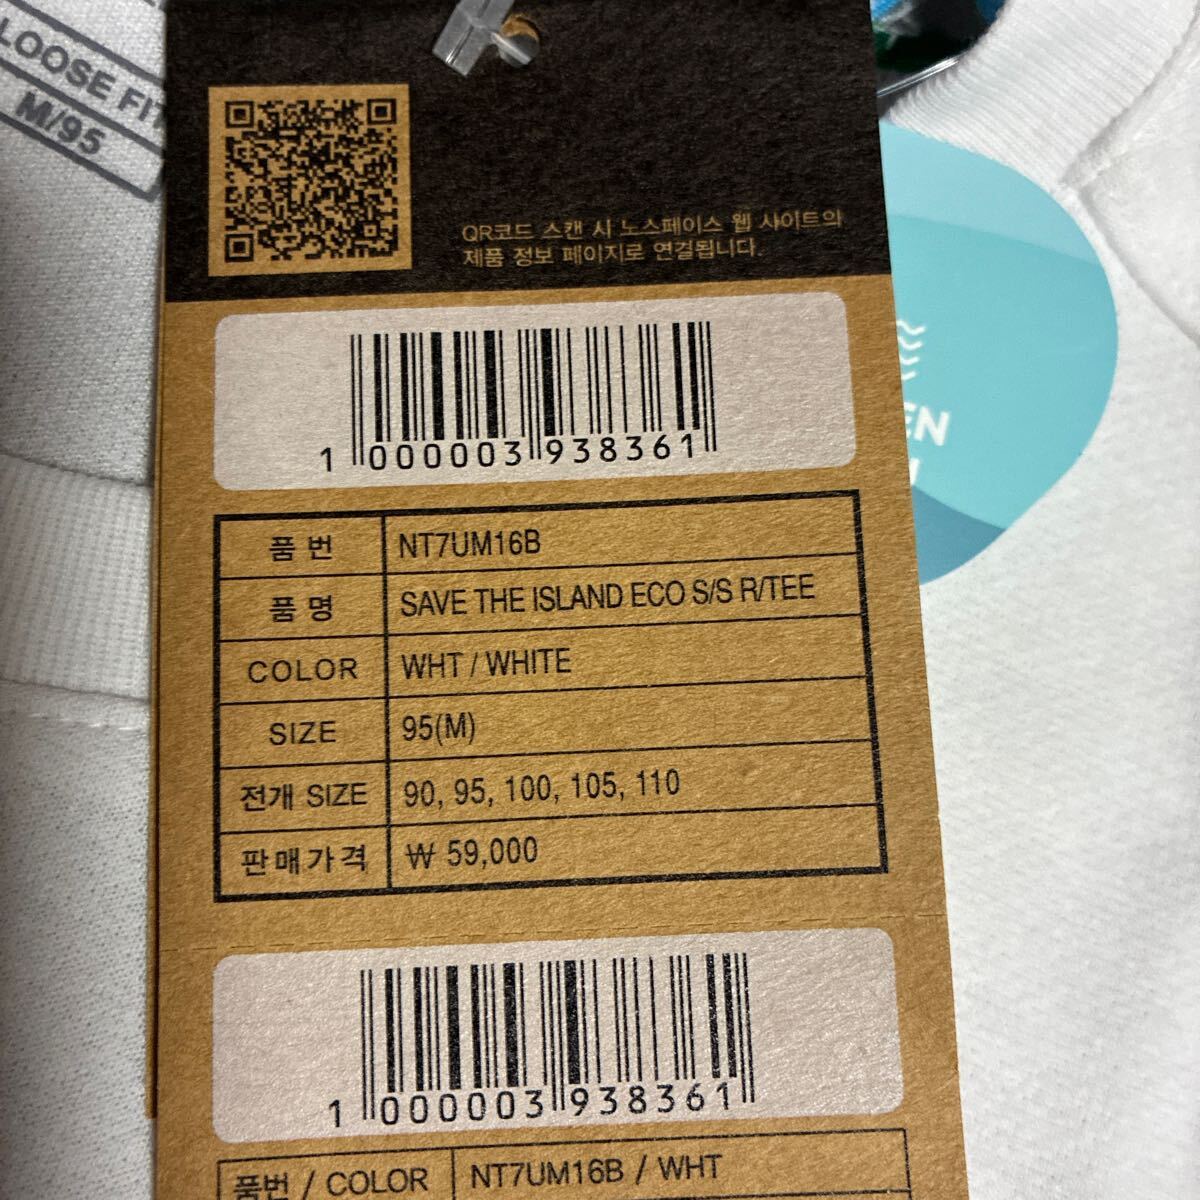 LOOSE FIT
M/95
QR코드 스캔 시 노스페이스 웹 사이트의
제품 정보 페이지로 연결됩니다.
1 000003 938361
품 번 NT7UM16B
품 명 SAVE THE ISLAND ECO S/S R/TEE
COLOR WHT / WHITE
SIZE 95(M)
전개 SIZE 90, 95, 100, 105, 110
판매가격 ₩ 59,000
1 000003 938361
품번 / COLOR NT7UM16B / WHT